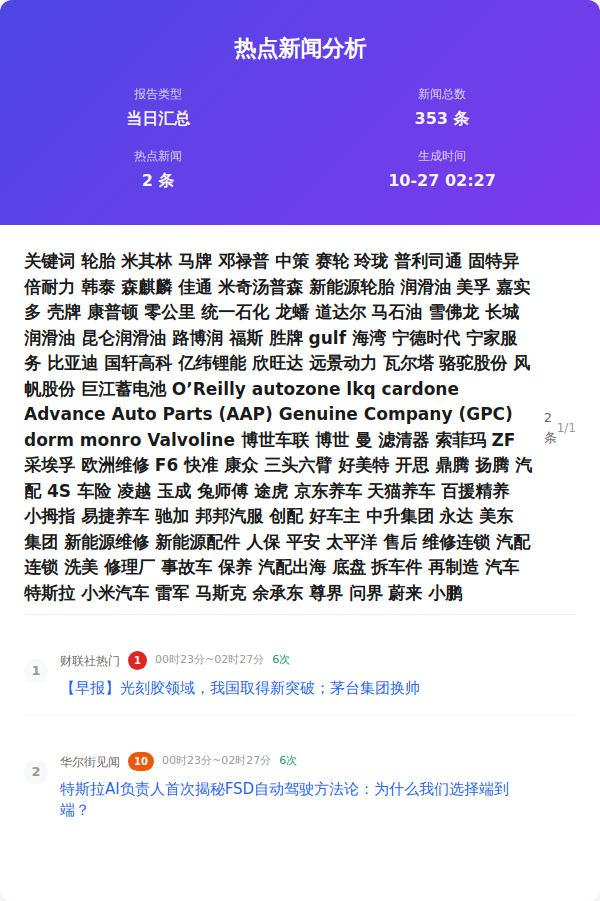 热点新闻分析
报告类型
新闻总数
当日汇总
353 条
热点新闻
生成时间
2 条
10-27 02:27
关键词 轮胎 米其林 马牌 邓禄普 中策 赛轮 玲珑 普利司通 固特异
倍耐力 韩泰 森麒麟 佳通 米奇汤普森 新能源轮胎 润滑油 美孚 嘉实
多 壳牌 康普顿 零公里 统一石化 龙蟠 道达尔 马石油 雪佛龙 长城
润滑油 昆仑润滑油 路博润 福斯 胜牌 gulf 海湾 宁德时代 宁家服
务 比亚迪 国轩高科 亿纬锂能 欣旺达 远景动力 瓦尔塔 骆驼股份 风
帆股份 巨江蓄电池 O’Reilly autozone lkq cardone
Advance Auto Parts (AAP) Genuine Company (GPC)
dorm monro Valvoline 博世车联 博世 曼 滤清器 索菲玛 ZF
采埃孚 欧洲维修 F6 快准 康众 三头六臂 好美特 开思 鼎腾 扬腾 汽
配 4S 车险 凌越 玉成 兔师傅 途虎 京东养车 天猫养车 百援精养
小拇指 易捷养车 驰加 邦邦汽服 创配 好车主 中升集团 永达 美东
集团 新能源维修 新能源配件 人保 平安 太平洋 售后 维修连锁 汽配
连锁 洗美 修理厂 事故车 保养 汽配出海 底盘 拆车件 再制造 汽车
特斯拉 小米汽车 雷军 马斯克 余承东 尊界 问界 蔚来 小鹏
2
条
1/1
1
财联社热门 1 00时23分~02时27分 6次
【早报】光刻胶领域，我国取得新突破；茅台集团换帅
2
华尔街见闻 10 00时23分~02时27分 6次
特斯拉AI负责人首次揭秘FSD自动驾驶方法论：为什么我们选择端到
端？